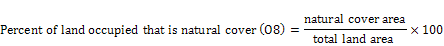 Percent of land occupied that is natural cover (O8) = natural cover area / total land area × 100